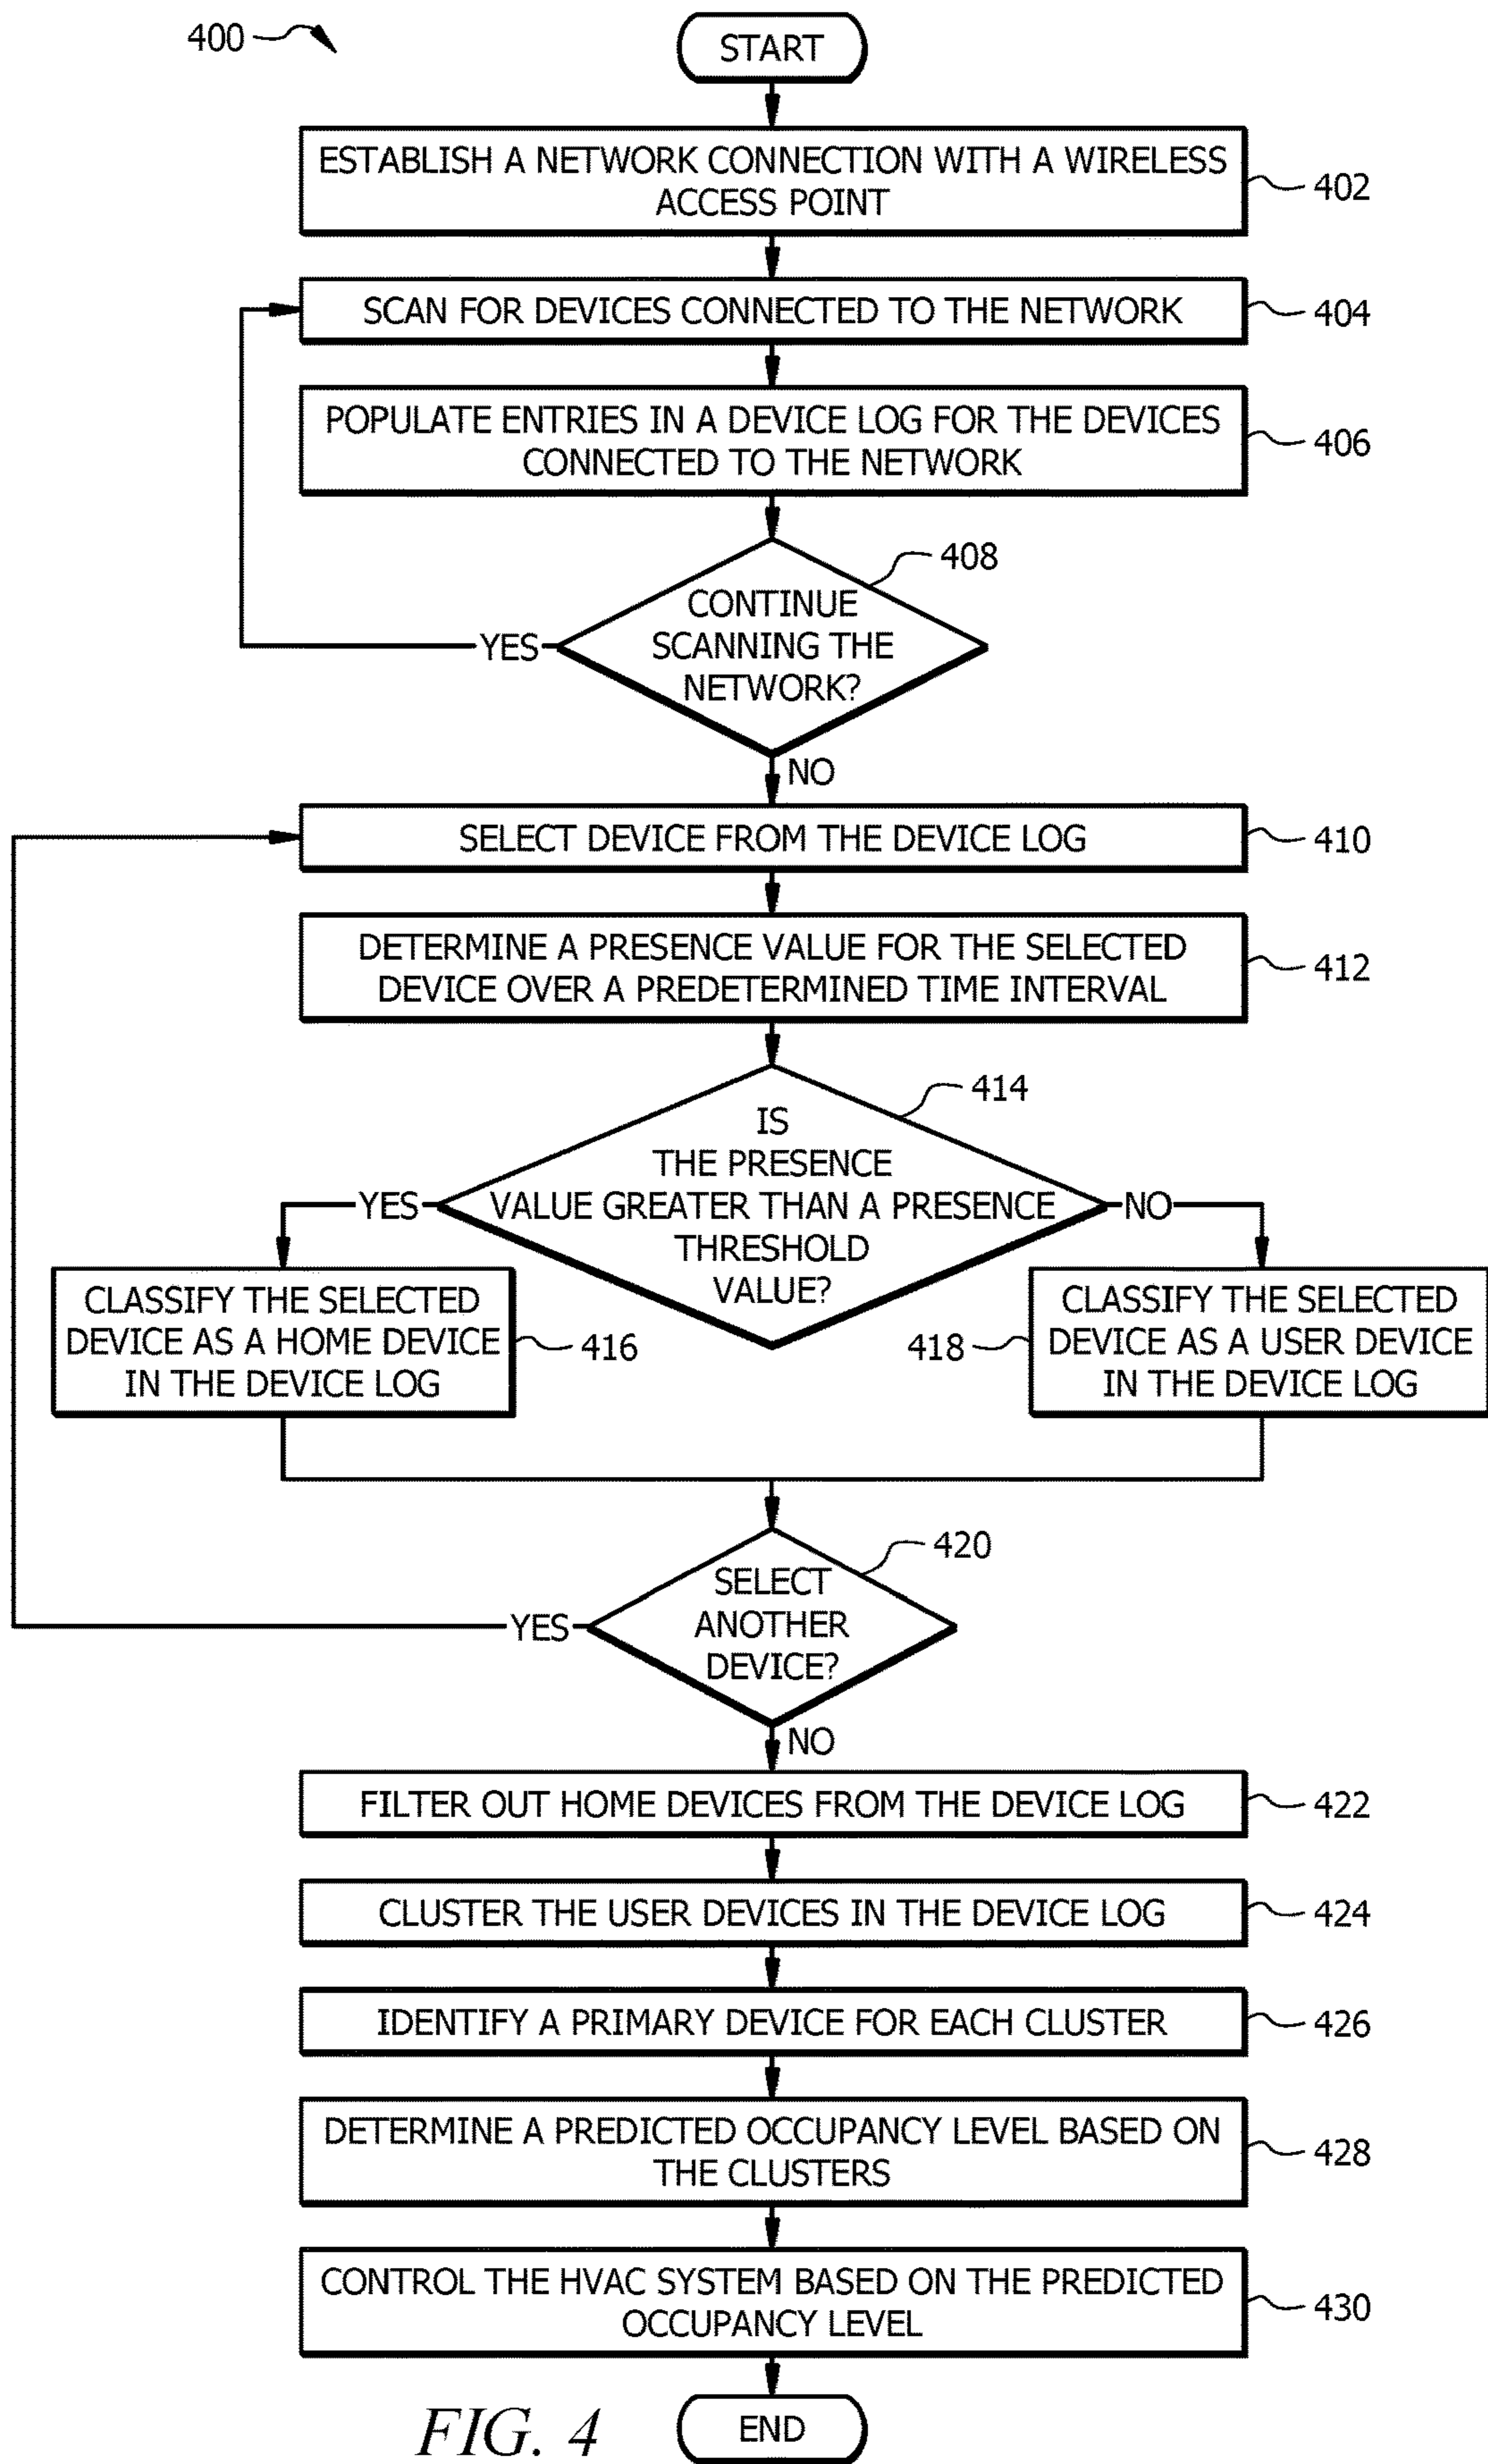 400
START
ESTABLISH A NETWORK CONNECTION WITH A WIRELESS
ACCESS POINT
402
SCAN FOR DEVICES CONNECTED TO THE NETWORK
404
POPULATE ENTRIES IN A DEVICE LOG FOR THE DEVICES
CONNECTED TO THE NETWORK
406
408
CONTINUE
SCANNING THE
NETWORK?
YES
NO
SELECT DEVICE FROM THE DEVICE LOG
410
DETERMINE A PRESENCE VALUE FOR THE SELECTED
DEVICE OVER A PREDETERMINED TIME INTERVAL
412
414
IS
THE PRESENCE
VALUE GREATER THAN A PRESENCE
THRESHOLD
VALUE?
YES
NO
CLASSIFY THE SELECTED
DEVICE AS A HOME DEVICE
IN THE DEVICE LOG
416
418
CLASSIFY THE SELECTED
DEVICE AS A USER DEVICE
IN THE DEVICE LOG
420
SELECT
ANOTHER
DEVICE?
YES
NO
FILTER OUT HOME DEVICES FROM THE DEVICE LOG
422
CLUSTER THE USER DEVICES IN THE DEVICE LOG
424
IDENTIFY A PRIMARY DEVICE FOR EACH CLUSTER
426
DETERMINE A PREDICTED OCCUPANCY LEVEL BASED ON
THE CLUSTERS
428
CONTROL THE HVAC SYSTEM BASED ON THE PREDICTED
OCCUPANCY LEVEL
430
END
FIG. 4